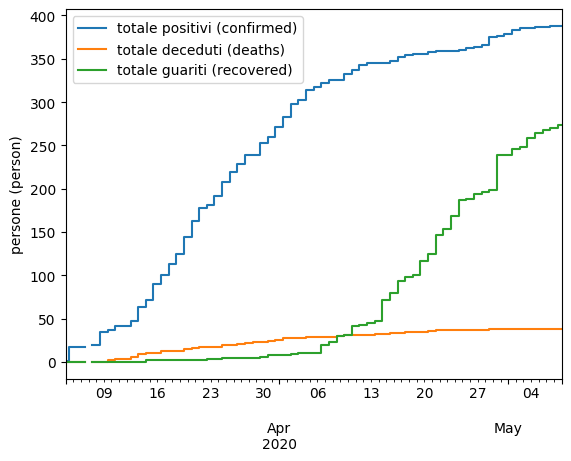 totale positivi (confirmed)
totale deceduti (deaths)
totale guariti (recovered)
persone (person)
400
350
300
250
200
150
100
50
0
09 16 23 30 06 13 20 27 04
Apr May
2020